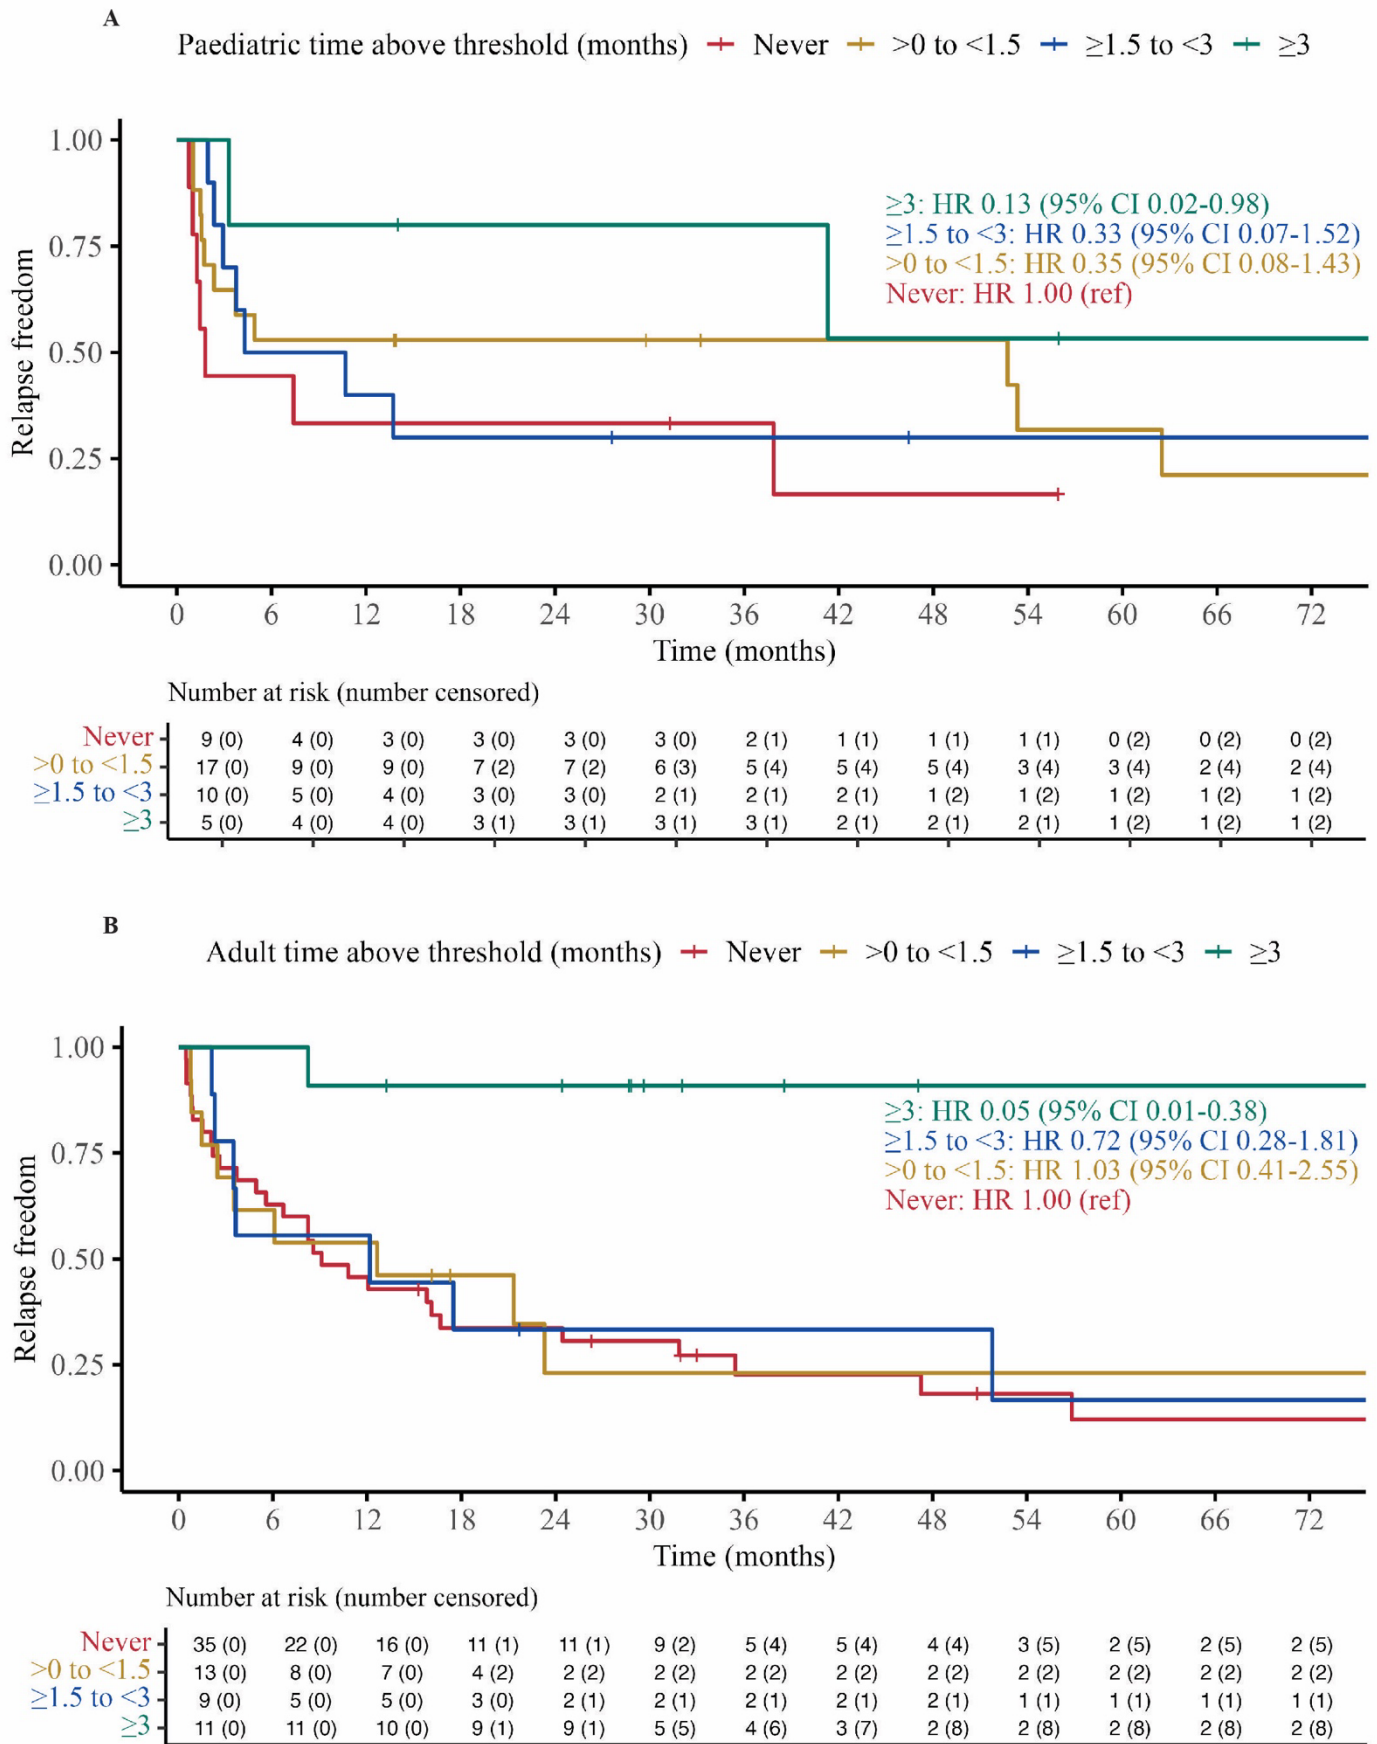 A
Paediatric time above threshold (months) Never >0 to <1.5 ≥1.5 to <3 ≥3
1.00
0.75
0.50
0.25
0.00
Relapse freedom
≥3: HR 0.13 (95% CI 0.02-0.98)
≥1.5 to <3: HR 0.33 (95% CI 0.07-1.52)
>0 to <1.5: HR 0.35 (95% CI 0.08-1.43)
Never: HR 1.00 (ref)
0 6 12 18 24 30 36 42 48 54 60 66 72
Time (months)
Number at risk (number censored)
Never 9 (0) 4 (0) 3 (0) 3 (0) 3 (0) 3 (0) 2 (1) 1 (1) 1 (1) 1 (1) 0 (2) 0 (2) 0 (2)
>0 to <1.5 17 (0) 9 (0) 9 (0) 7 (2) 7 (2) 6 (3) 5 (4) 5 (4) 5 (4) 3 (4) 3 (4) 2 (4) 2 (4)
≥1.5 to <3 10 (0) 5 (0) 4 (0) 3 (0) 3 (0) 2 (1) 2 (1) 2 (1) 1 (2) 1 (2) 1 (2) 1 (2) 1 (2)
≥3 5 (0) 4 (0) 4 (0) 3 (1) 3 (1) 3 (1) 3 (1) 2 (1) 2 (1) 2 (1) 1 (2) 1 (2) 1 (2)
B
Adult time above threshold (months) Never >0 to <1.5 ≥1.5 to <3 ≥3
1.00
0.75
0.50
0.25
0.00
Relapse freedom
≥3: HR 0.05 (95% CI 0.01-0.38)
≥1.5 to <3: HR 0.72 (95% CI 0.28-1.81)
>0 to <1.5: HR 1.03 (95% CI 0.41-2.55)
Never: HR 1.00 (ref)
0 6 12 18 24 30 36 42 48 54 60 66 72
Time (months)
Number at risk (number censored)
Never 35 (0) 22 (0) 16 (0) 11 (1) 11 (1) 9 (2) 5 (4) 5 (4) 4 (4) 3 (5) 2 (5) 2 (5) 2 (5)
>0 to <1.5 13 (0) 8 (0) 7 (0) 4 (2) 2 (2) 2 (2) 2 (2) 2 (2) 2 (2) 2 (2) 2 (2) 2 (2) 2 (2)
≥1.5 to <3 9 (0) 5 (0) 5 (0) 3 (0) 2 (1) 2 (1) 2 (1) 2 (1) 2 (1) 1 (1) 1 (1) 1 (1) 1 (1)
≥3 11 (0) 11 (0) 10 (0) 9 (1) 9 (1) 5 (5) 4 (6) 3 (7) 2 (8) 2 (8) 2 (8) 2 (8) 2 (8)